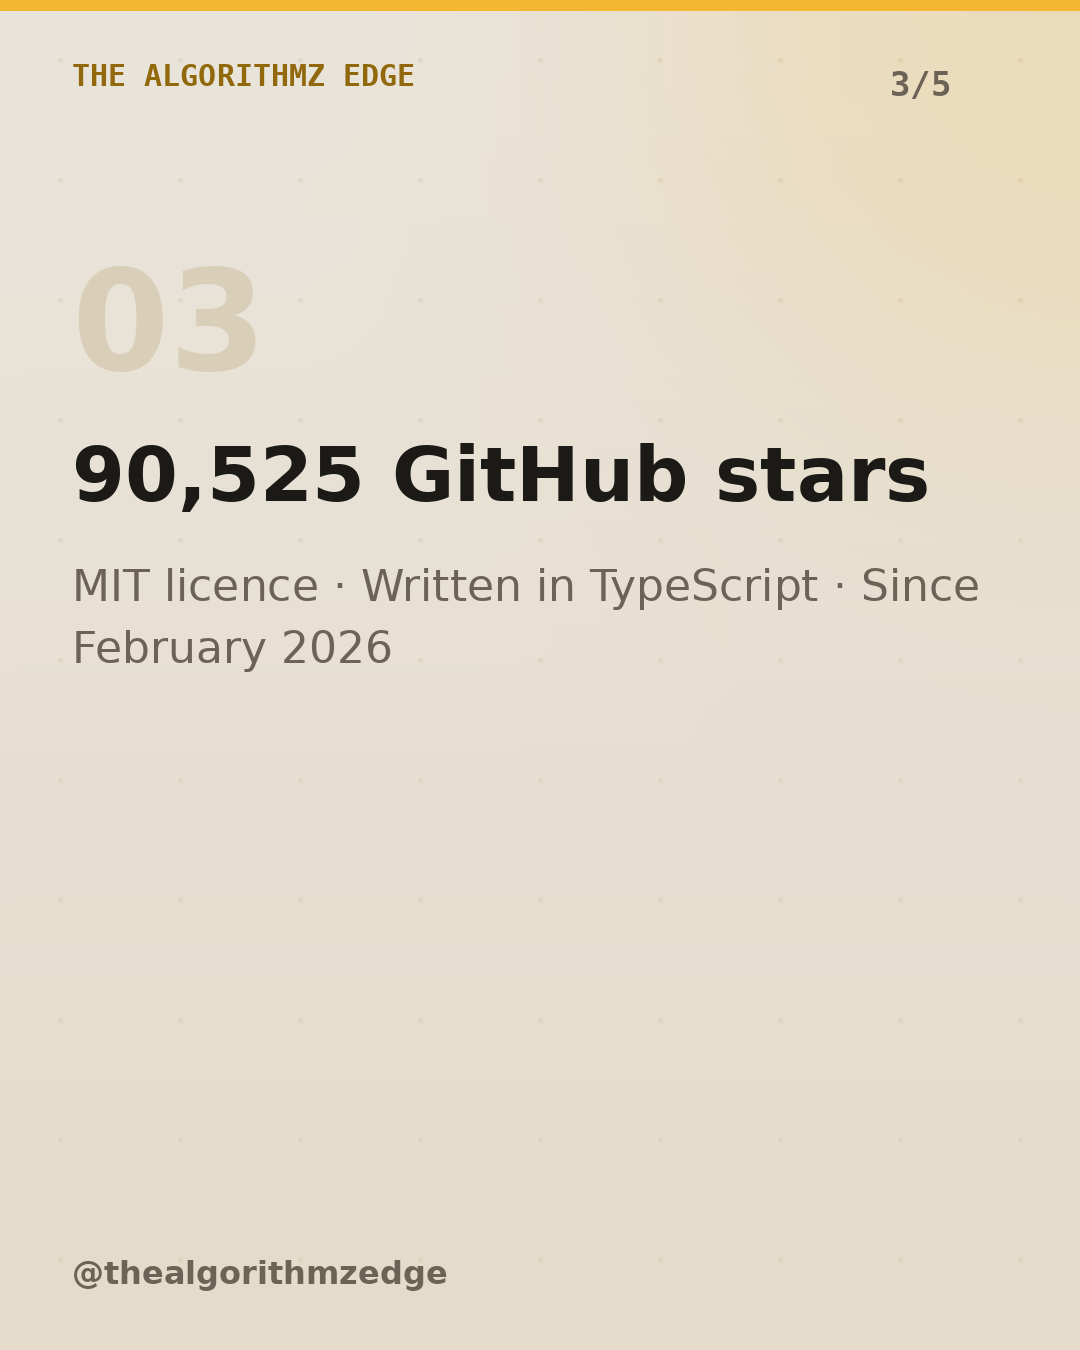 THE ALGORITHMZ EDGE
3/5
03
90,525 GitHub stars
MIT licence · Written in TypeScript · Since
February 2026
@thealgorithmzedge